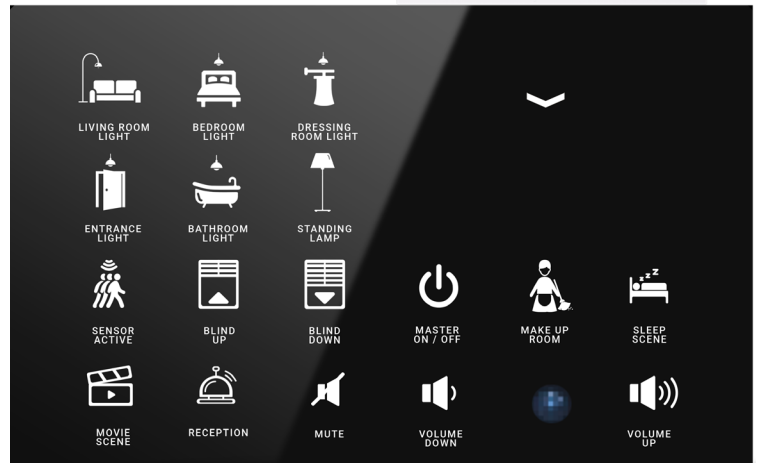 LIVING ROOM
LIGHT
BEDROOM
LIGHT
DRESSING
ROOM LIGHT
ENTRANCE
LIGHT
BATHROOM
LIGHT
STANDING
LAMP
SENSOR
ACTIVE
BLIND
UP
BLIND
DOWN
MASTER
ON / OFF
MAKE UP
ROOM
zzZ
SLEEP
SCENE
MOVIE
SCENE
RECEPTION
MUTE
VOLUME
DOWN
VOLUME
UP